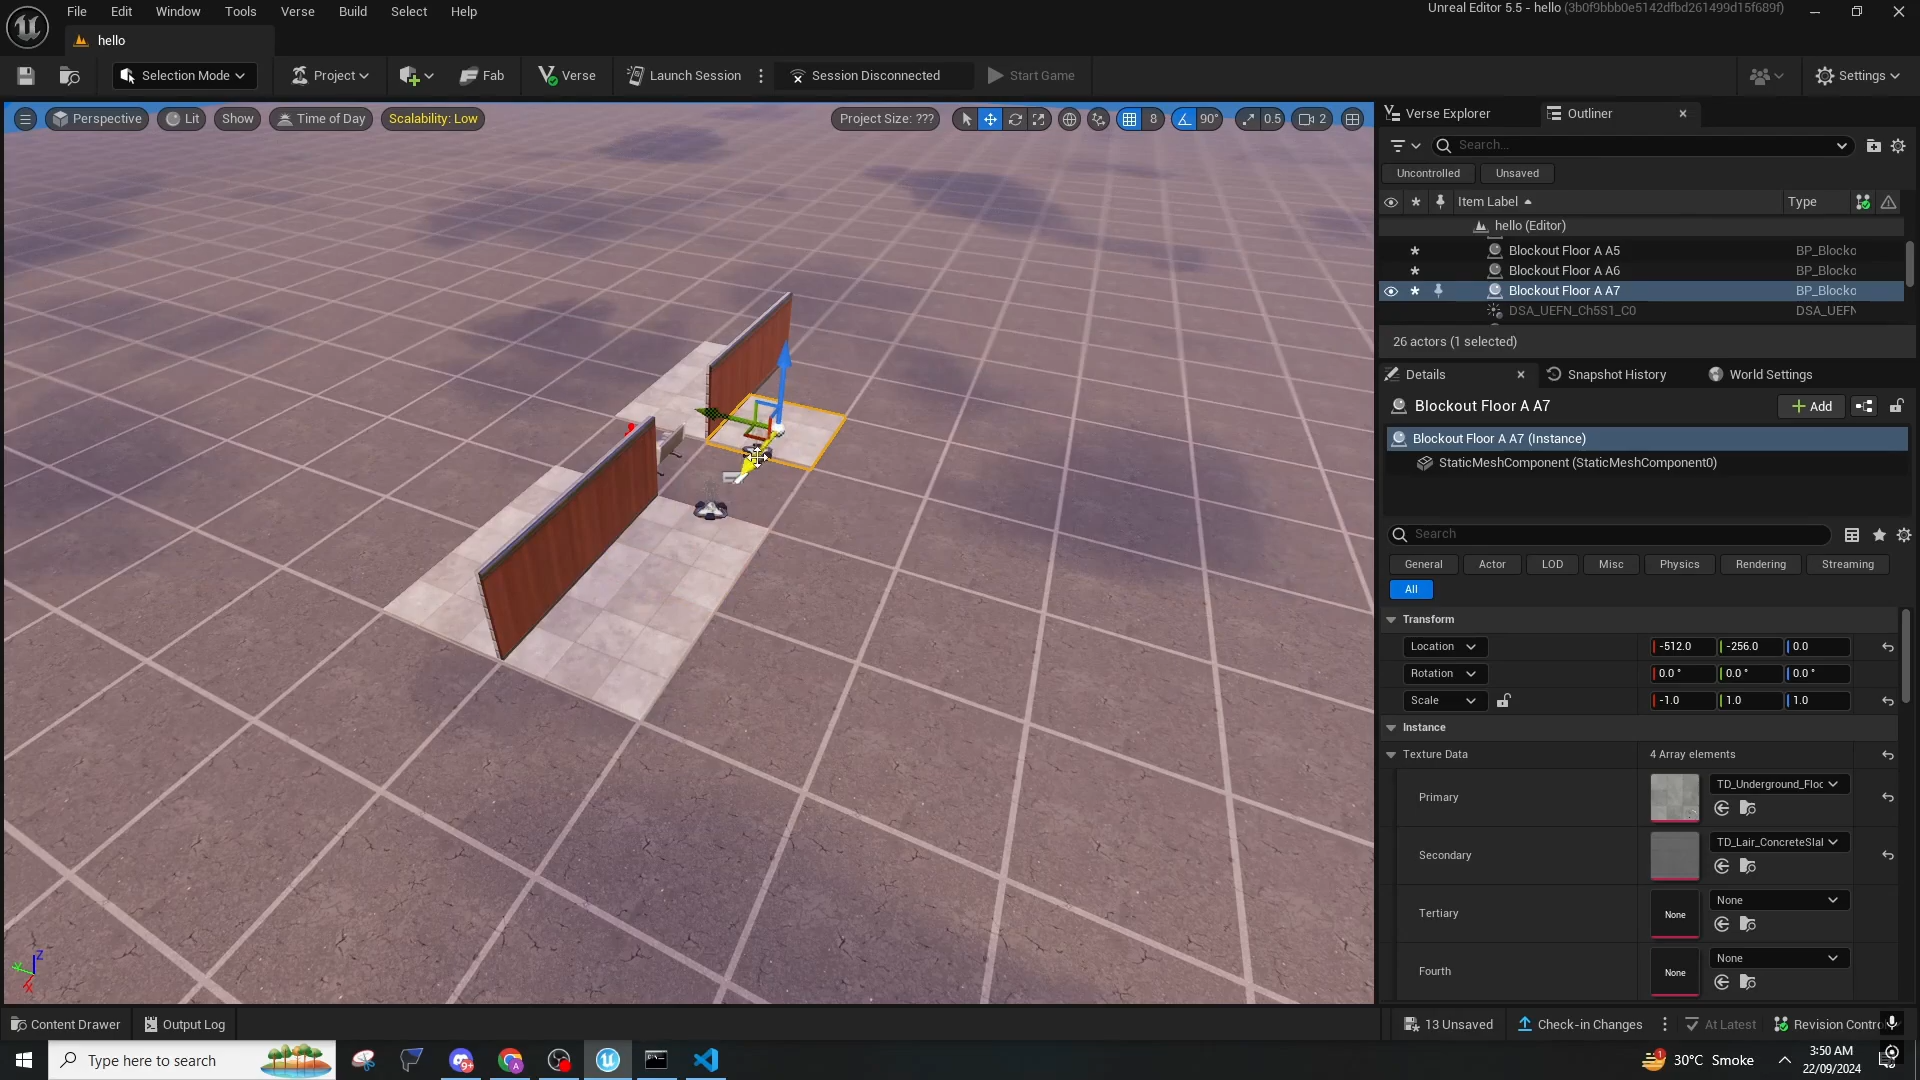 File Edit Window Tools Verse Build Select Help
Unreal Editor 5.5 - hello (3b0f9bbb0e5142dfbd261499d15f689f)
hello
Selection Mode Project Fab Verse Launch Session Session Disconnected Start Game Settings
Perspective Lit Show Time of Day Scalability: Low Project Size: ??? 8 90° 0.5 2
Verse Explorer Outliner
Search...
Uncontrolled Unsaved
Item Label Type
hello (Editor)
Blockout Floor A A5 BP_Blocko
Blockout Floor A A6 BP_Blocko
Blockout Floor A A7 BP_Blocko
DSA_UEFN_Ch5S1_C0 DSA_UEFN
26 actors (1 selected)
Details Snapshot History World Settings
Blockout Floor A A7 Add
Blockout Floor A A7 (Instance)
StaticMeshComponent (StaticMeshComponent0)
Search
General Actor LOD Misc Physics Rendering Streaming
All
Transform
Location -512.0 -256.0 0.0
Rotation 0.0 ° 0.0 ° 0.0 °
Scale -1.0 1.0 1.0
Instance
Texture Data 4 Array elements
Primary TD_Underground_Floo
Secondary TD_Lair_ConcreteSlal
Tertiary None None
Fourth None None
Z
Y
X
Content Drawer Output Log 13 Unsaved Check-in Changes At Latest Revision Contro
Type here to search 9+ 1 30°C Smoke 3:50 AM
22/09/2024